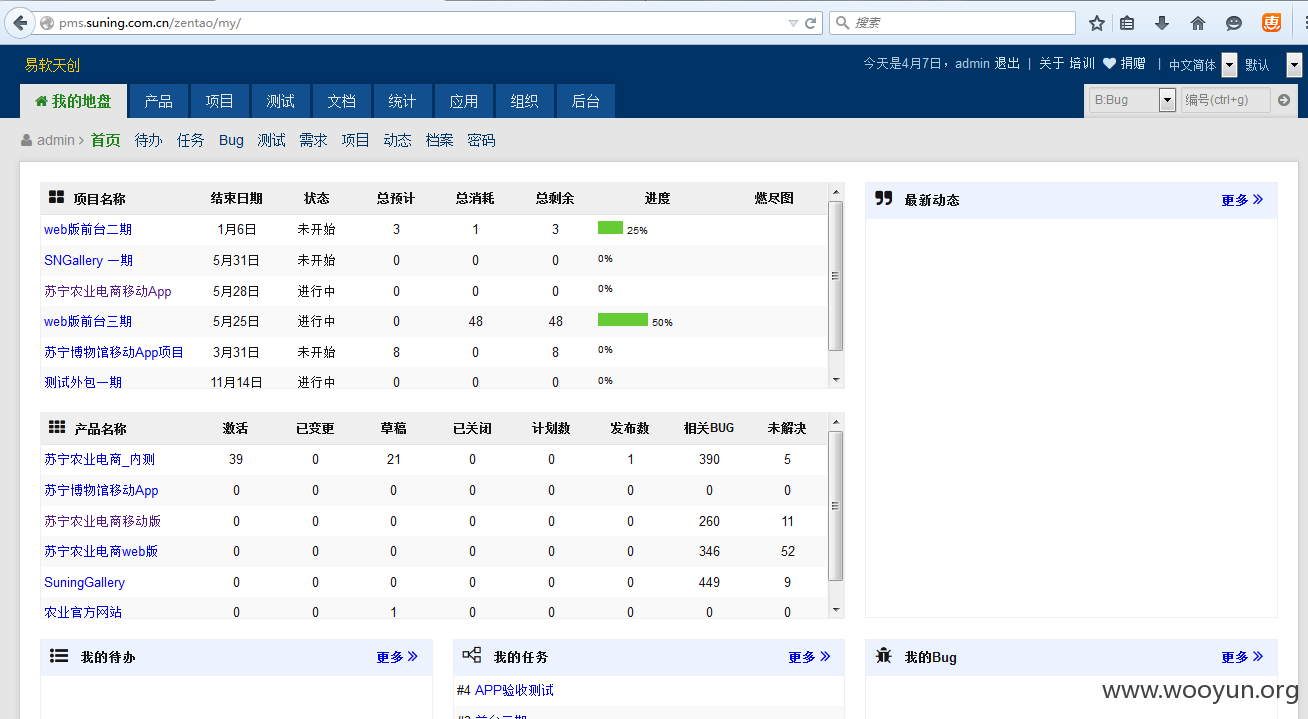 pms.suning.com.cn/zentao/my/
搜索
惠
易软天创
今天是4月7日，admin 退出 | 关于 培训 捐赠 | 中文简体 默认
我的地盘 产品 项目 测试 文档 统计 应用 组织 后台
B:Bug 编号(ctrl+g)
admin 首页 待办 任务 Bug 测试 需求 项目 动态 档案 密码
项目名称 结束日期 状态 总预计 总消耗 总剩余 进度 燃尽图
web版前台二期 1月6日 未开始 3 1 3 25%
SNGallery 一期 5月31日 未开始 0 0 0 0%
苏宁农业电商移动App 5月28日 进行中 0 0 0 0%
web版前台三期 5月25日 进行中 0 48 48 50%
苏宁博物馆移动App项目 3月31日 未开始 8 0 8 0%
测试外包一期 11月14日 进行中 0 0 0 0%
最新动态 更多
产品名称 激活 已变更 草稿 已关闭 计划数 发布数 相关BUG 未解决
苏宁农业电商_内测 39 0 21 0 0 1 390 5
苏宁博物馆移动App 0 0 0 0 0 0 0 0
苏宁农业电商移动版 0 0 0 0 0 0 260 11
苏宁农业电商web版 0 0 0 0 0 0 346 52
SuningGallery 0 0 0 0 0 0 449 9
农业官方网站 0 0 1 0 0 0 0 0
我的待办 更多
我的任务 更多
#4 APP验收测试
我的Bug 更多
www.wooyun.org